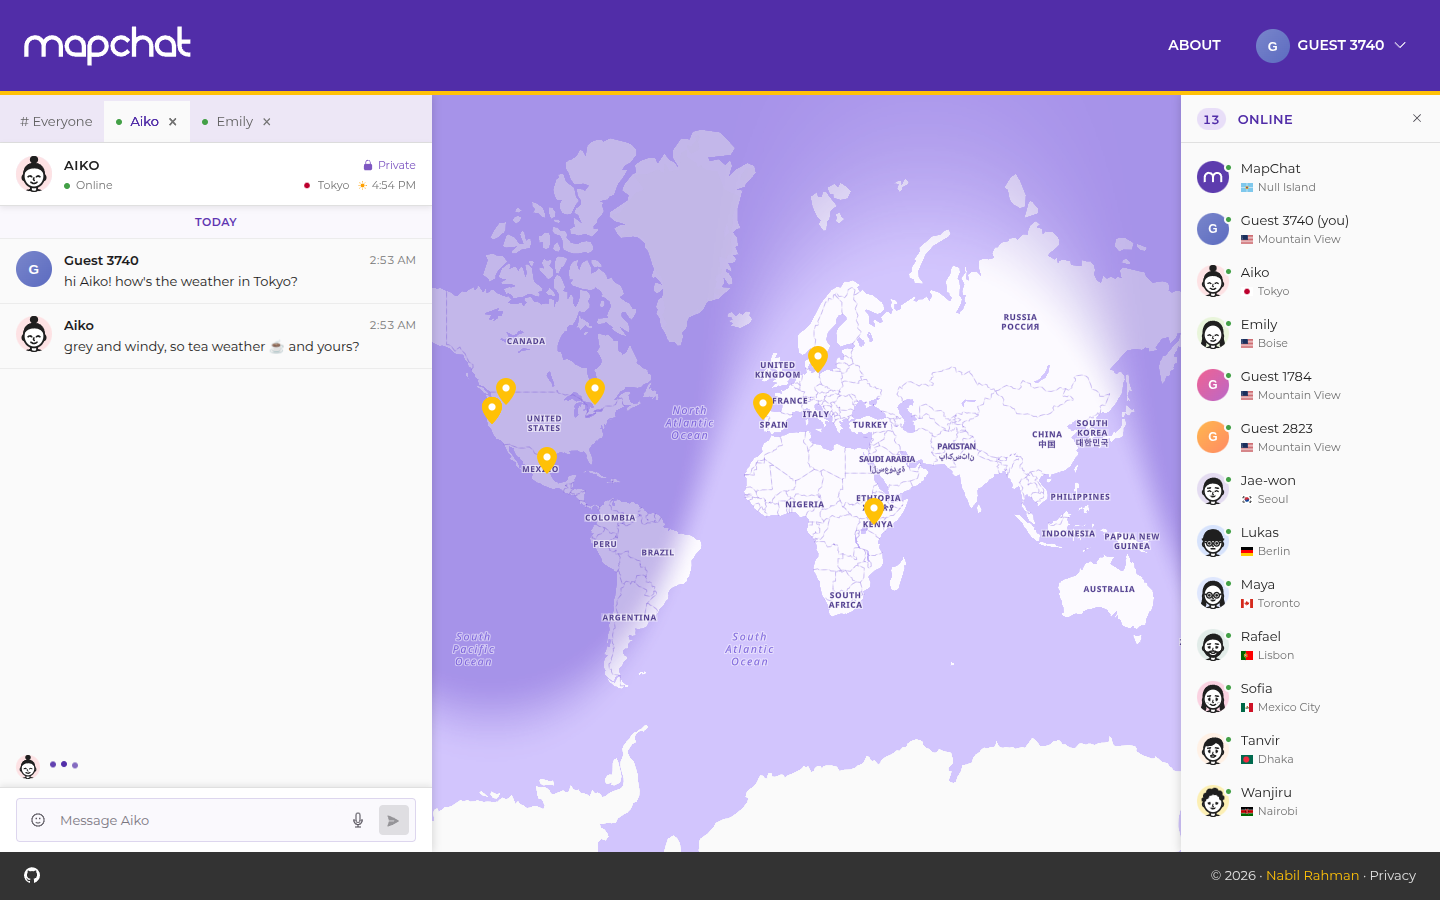 mapchat
ABOUT
G
GUEST 3740
# Everyone
Aiko ×
Emily ×
AIKO
Private
Online
Tokyo
4:54 PM
TODAY
G
Guest 3740
2:53 AM
hi Aiko! how's the weather in Tokyo?
Aiko
2:53 AM
grey and windy, so tea weather ☕ and yours?
Message Aiko
CANADA
RUSSIA
РОССИЯ
UNITED
KINGDOM
FRANCE
ITALY
SPAIN
TURKEY
UNITED
STATES
North
Atlantic
Ocean
CHINA
中国
SOUTH
KOREA
대한민국
PAKISTAN
پاکستان
SAUDI ARABIA
السعودية
MEXICO
ETHIOPIA
NIGERIA
KENYA
PHILIPPINES
COLOMBIA
PERU
BRAZIL
INDONESIA
PAPUA NEW
GUINEA
AUSTRALIA
SOUTH
AFRICA
ARGENTINA
South
Pacific
Ocean
South
Atlantic
Ocean
13
ONLINE
×
MapChat
Null Island
G
Guest 3740 (you)
Mountain View
Aiko
Tokyo
Emily
Boise
G
Guest 1784
Mountain View
G
Guest 2823
Mountain View
Jae-won
Seoul
Lukas
Berlin
Maya
Toronto
Rafael
Lisbon
Sofia
Mexico City
Tanvir
Dhaka
Wanjiru
Nairobi
© 2026 · Nabil Rahman · Privacy